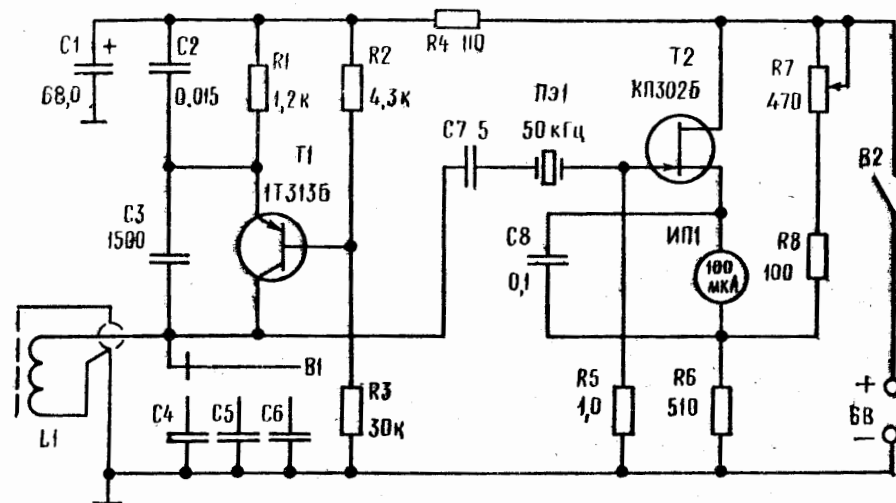 C1 +
68,0
C2
0.015
R1
1,2к
R2
4,3к
R4 110
T2
КП302Б
R7
470
ПЭ1
50кГц
C7 5
T1
1Т313Б
B2
C3
1500
C8
0,1
ИП1
100
мкА
R8
100
B1
L1
C4
C5
C6
R3
30к
R5
1,0
R6
510
+
6В
−